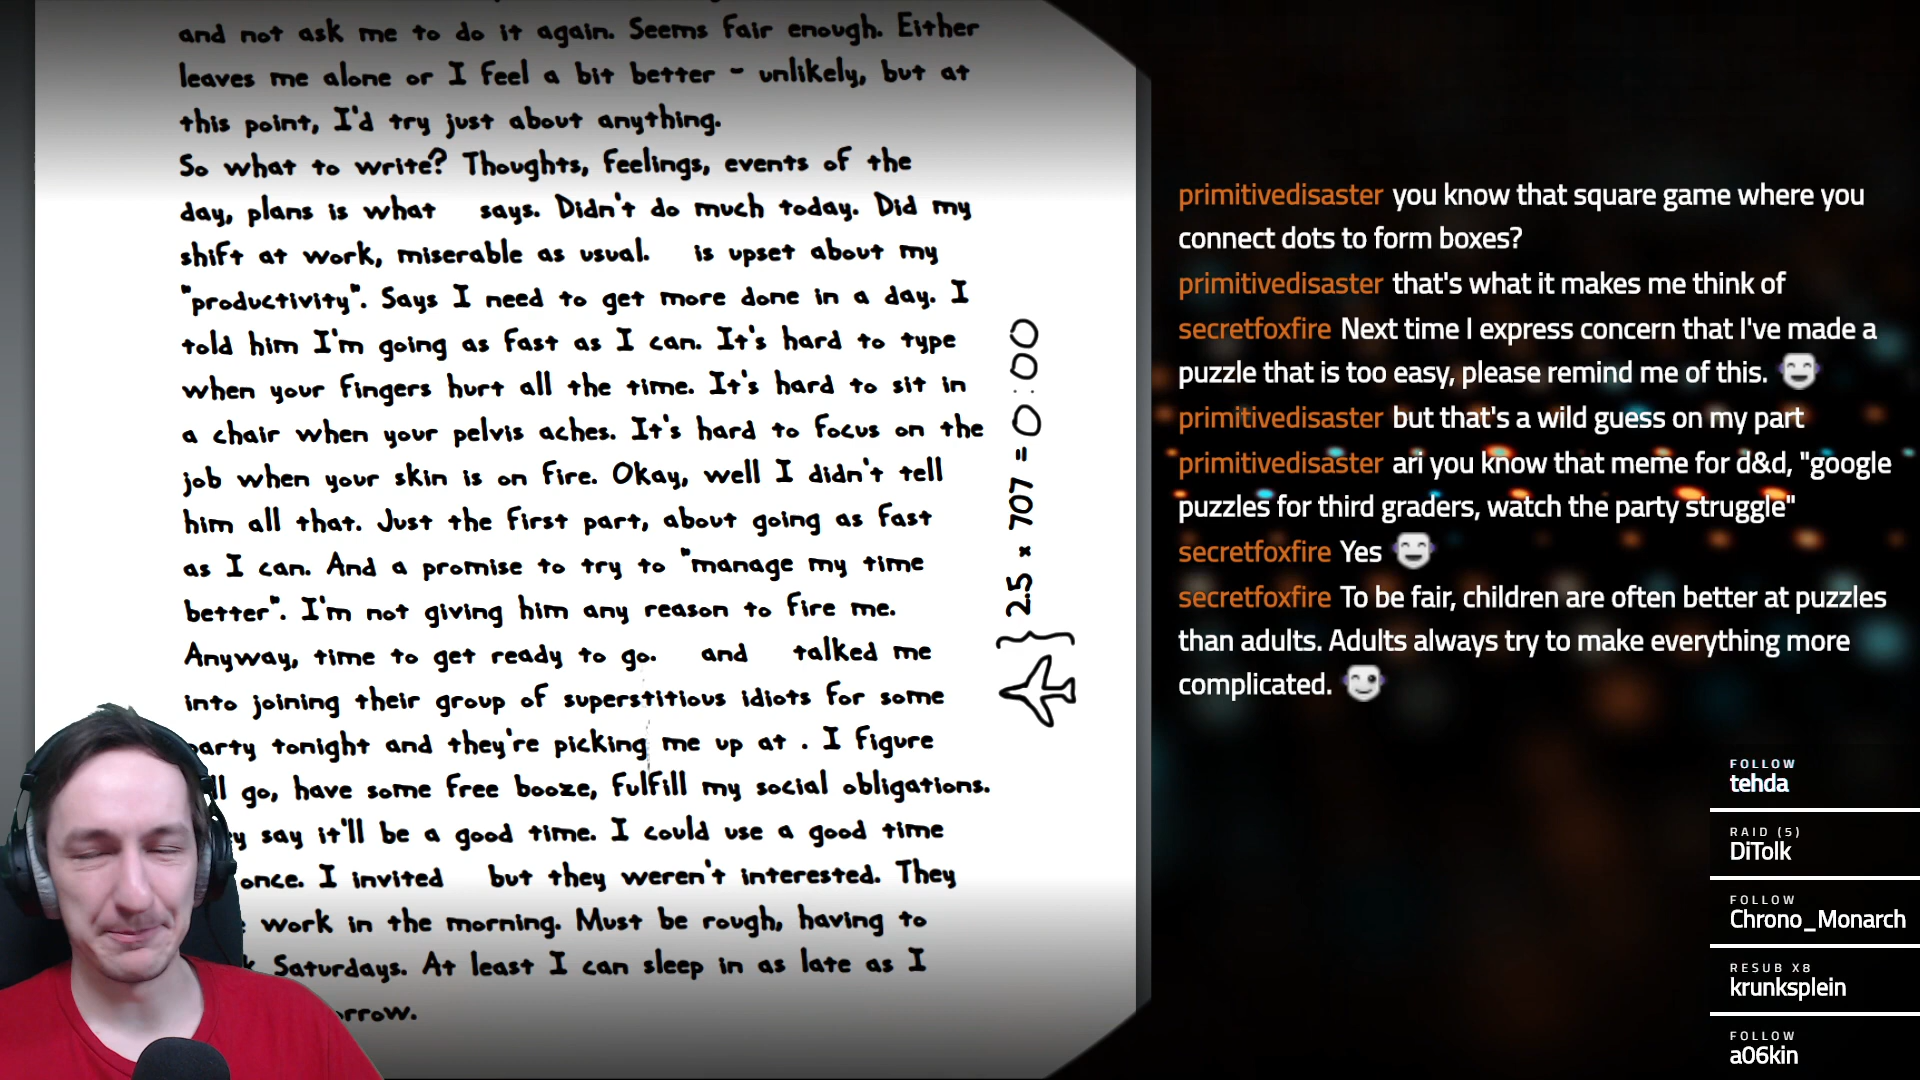 and not ask me to do it again. Seems fair enough. Either
leaves me alone or I feel a bit better - unlikely, but at
this point, I'd try just about anything.
So what to write? Thoughts, feelings, events of the
day, plans is what says. Didn't do much today. Did my
shift at work, miserable as usual. is upset about my
"productivity". Says I need to get more done in a day. I
told him I'm going as fast as I can. It's hard to type
when your fingers hurt all the time. It's hard to sit in
a chair when your pelvis aches. It's hard to focus on the
job when your skin is on fire. Okay, well I didn't tell
him all that. Just the first part, about going as fast
as I can. And a promise to try to "manage my time
better". I'm not giving him any reason to fire me.
Anyway, time to get ready to go. and talked me
into joining their group of superstitious idiots for some
party tonight and they're picking me up at . I figure
go, have some free booze, fulfill my social obligations.
say it'll be a good time. I could use a good time
once. I invited but they weren't interested. They
work in the morning. Must be rough, having to
Saturdays. At least I can sleep in as late as I
} 2.5 × 707 = 0:00
primitivedisaster you know that square game where you
connect dots to form boxes?
primitivedisaster that's what it makes me think of
secretfoxfire Next time I express concern that I've made a
puzzle that is too easy, please remind me of this.
primitivedisaster but that's a wild guess on my part
primitivedisaster ari you know that meme for d&d, "google
puzzles for third graders, watch the party struggle"
secretfoxfire Yes
secretfoxfire To be fair, children are often better at puzzles
than adults. Adults always try to make everything more
complicated.
FOLLOW
tehda
RAID (5)
DiTolk
FOLLOW
Chrono_Monarch
RESUB X8
krunksplein
FOLLOW
a06kin